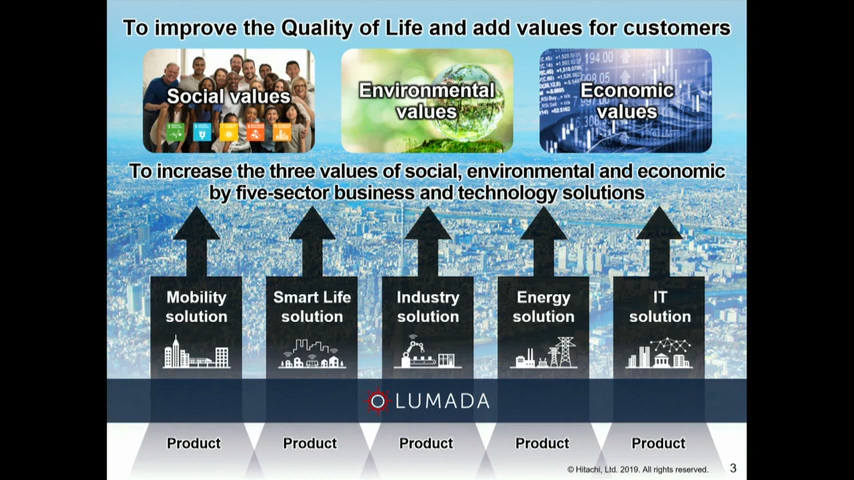 To improve the Quality of Life and add values for customers
Social values
Environmental
values
Economic
values
To increase the three values of social, environmental and economic
by five-sector business and technology solutions
Mobility
solution
Smart Life
solution
Industry
solution
Energy
solution
IT
solution
LUMADA
Product
Product
Product
Product
Product
© Hitachi, Ltd. 2019. All rights reserved.
3